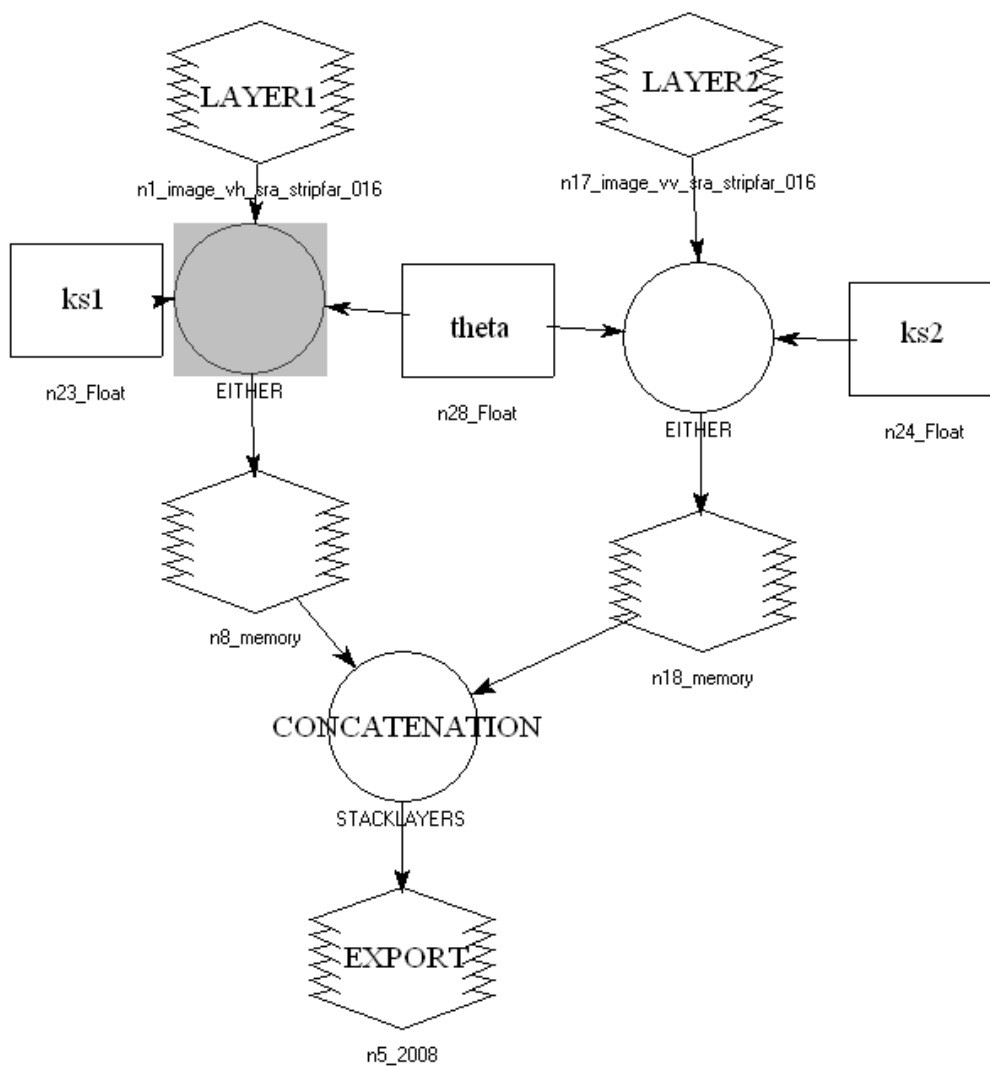 LAYER1
LAYER2
n1_image_vh_sra_stripfar_016
n17_image_vv_sra_stripfar_016
ks1
theta
ks2
n23_Float
EITHER
n28_Float
EITHER
n24_Float
n8_memory
n18_memory
CONCATENATION
STACKLAYERS
EXPORT
n5_2008